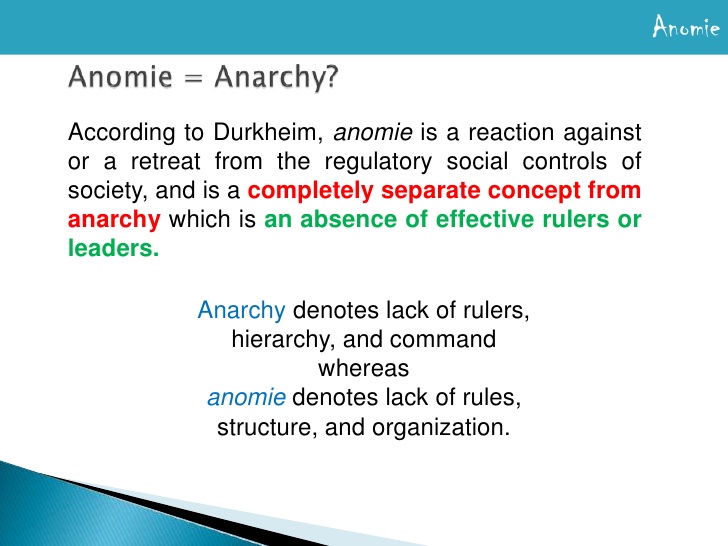 Anomie
Anomie = Anarchy?
According to Durkheim, anomie is a reaction against
or a retreat from the regulatory social controls of
society, and is a completely separate concept from
anarchy which is an absence of effective rulers or
leaders.
Anarchy denotes lack of rulers,
hierarchy, and command
whereas
anomie denotes lack of rules,
structure, and organization.